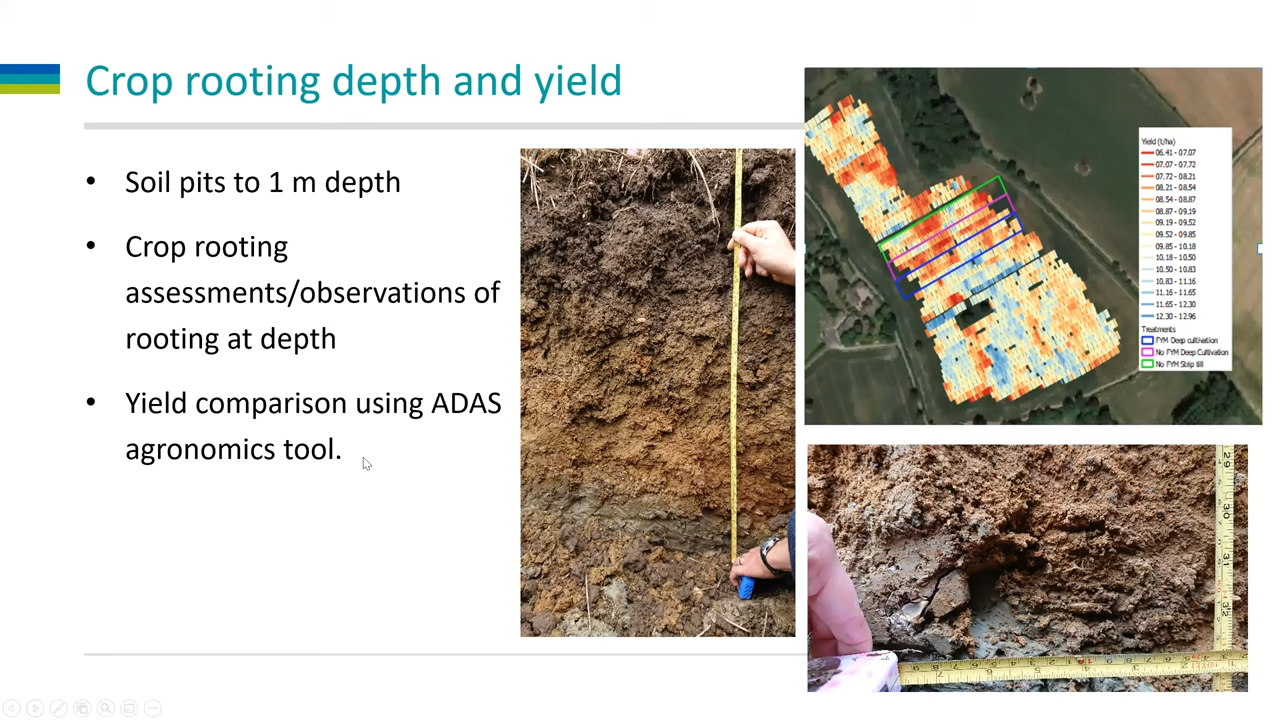 Crop rooting depth and yield
• Soil pits to 1 m depth
• Crop rooting
assessments/observations of
rooting at depth
• Yield comparison using ADAS
agronomics tool.
Yield (t/ha)
06.41 - 07.07
07.07 - 07.72
07.72 - 08.21
08.21 - 08.54
08.54 - 08.87
08.87 - 09.19
09.19 - 09.52
09.52 - 09.85
09.85 - 10.18
10.18 - 10.50
10.50 - 10.83
10.83 - 11.16
11.16 - 11.65
11.65 - 12.30
12.30 - 12.96
Treatments
FYM Deep cultivation
No FYM Deep Cultivation
No FYM Strip till
29
30
31
32